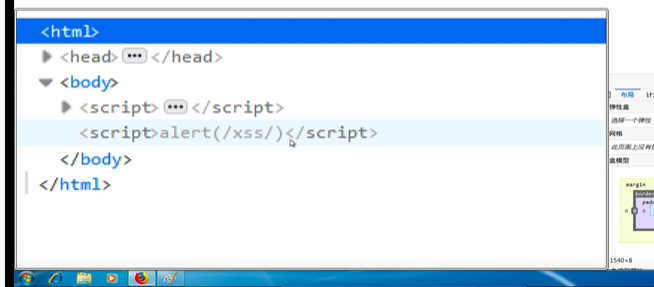 <html>
<head>···</head>
<body>
<script>···</script>
<script>alert(/xss/)</script>
</body>
</html>
布局
弹性盒
选择一个弹性
网格
此页面上没有
盒模型
margin
border
padd
0
0
1540×8